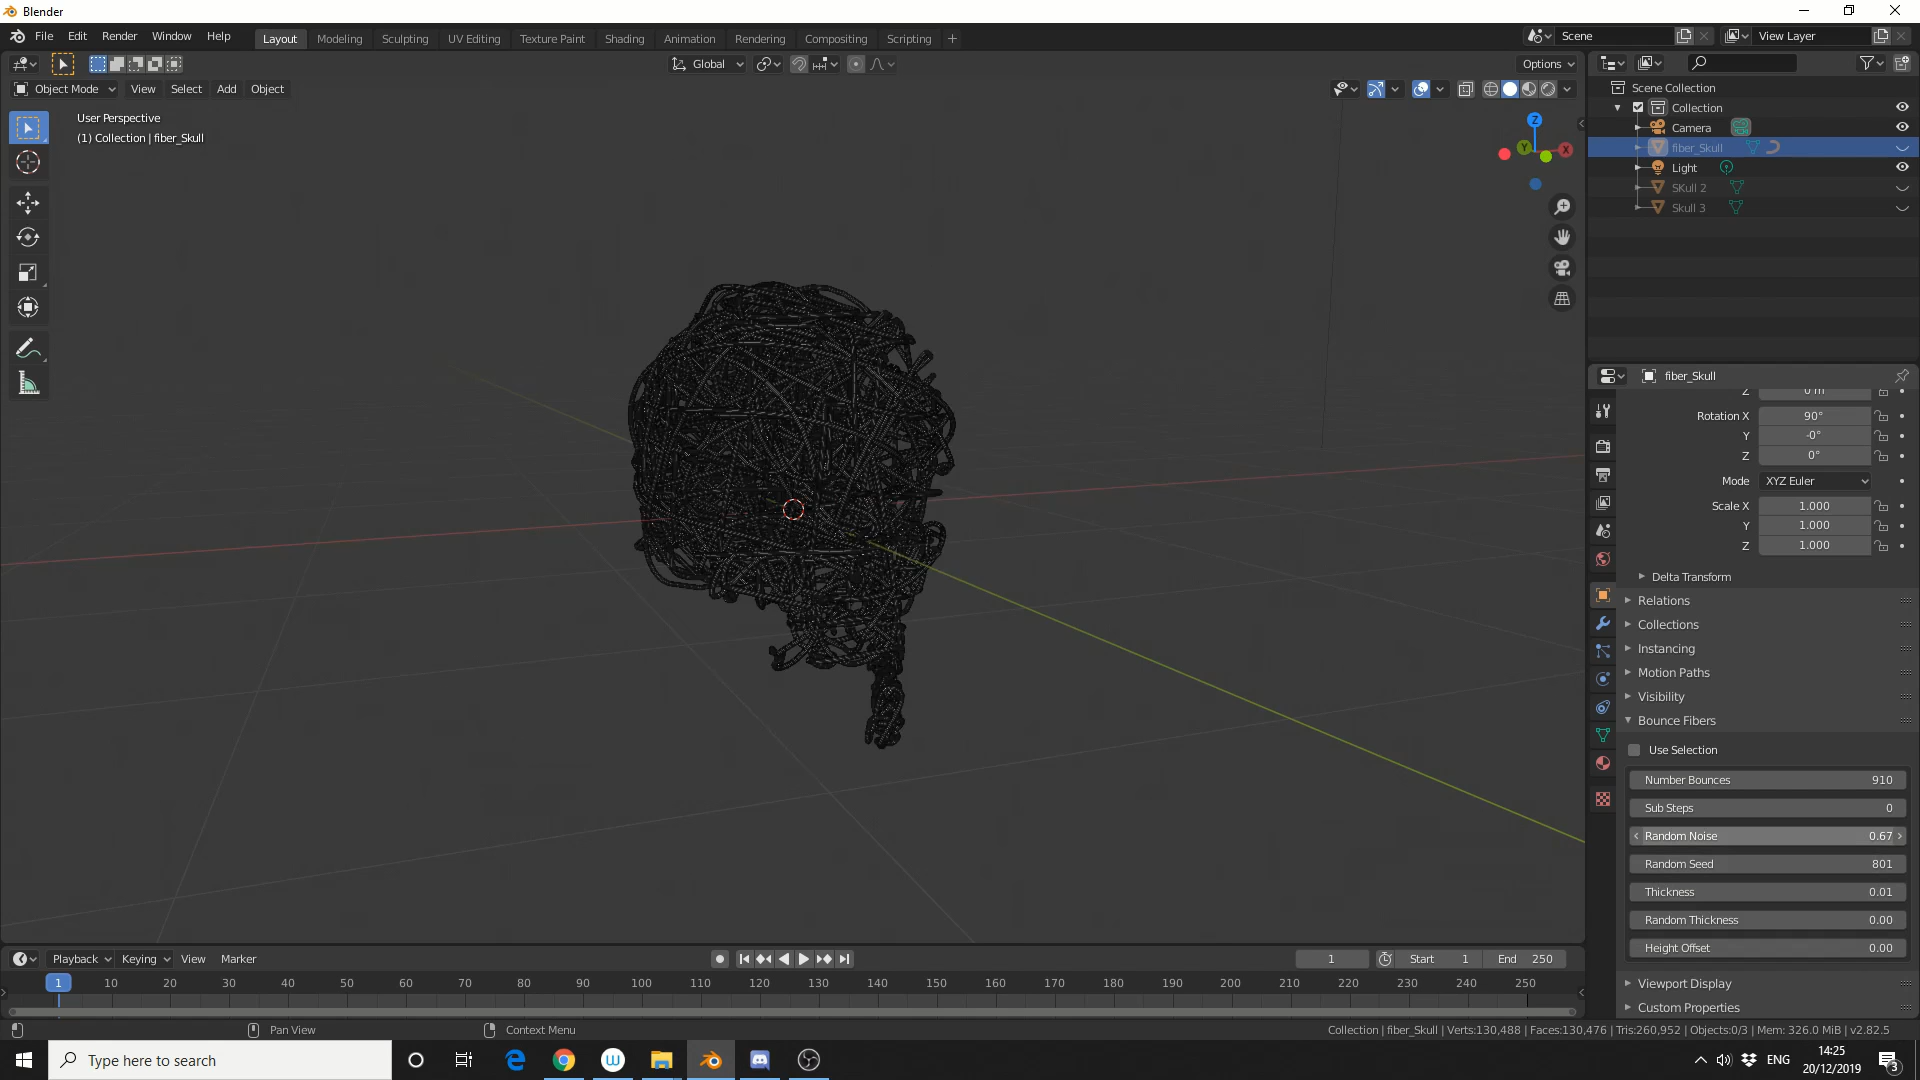 Blender
File Edit Render Window Help
Layout Modeling Sculpting UV Editing Texture Paint Shading Animation Rendering Compositing Scripting +
Scene
View Layer
Global
Options
Object Mode View Select Add Object
User Perspective
(1) Collection | fiber_Skull
Z
Y
X
Scene Collection
Collection
Camera
fiber_Skull
Light
SKull 2
Skull 3
fiber_Skull
Z 0 m
Rotation X 90°
Y -0°
Z 0°
Mode XYZ Euler
Scale X 1.000
Y 1.000
Z 1.000
Delta Transform
Relations
Collections
Instancing
Motion Paths
Visibility
Bounce Fibers
Use Selection
Number Bounces 910
Sub Steps 0
Random Noise 0.67
Random Seed 801
Thickness 0.01
Random Thickness 0.00
Height Offset 0.00
Viewport Display
Custom Properties
Playback Keying View Marker
1 Start 1 End 250
1 10 20 30 40 50 60 70 80 90 100 110 120 130 140 150 160 170 180 190 200 210 220 230 240 250
Pan View Context Menu
Collection | fiber_Skull | Verts:130,488 | Faces:130,476 | Tris:260,952 | Objects:0/3 | Mem: 326.0 MiB | v2.82.5
Type here to search
ENG
14:25
20/12/2019
3